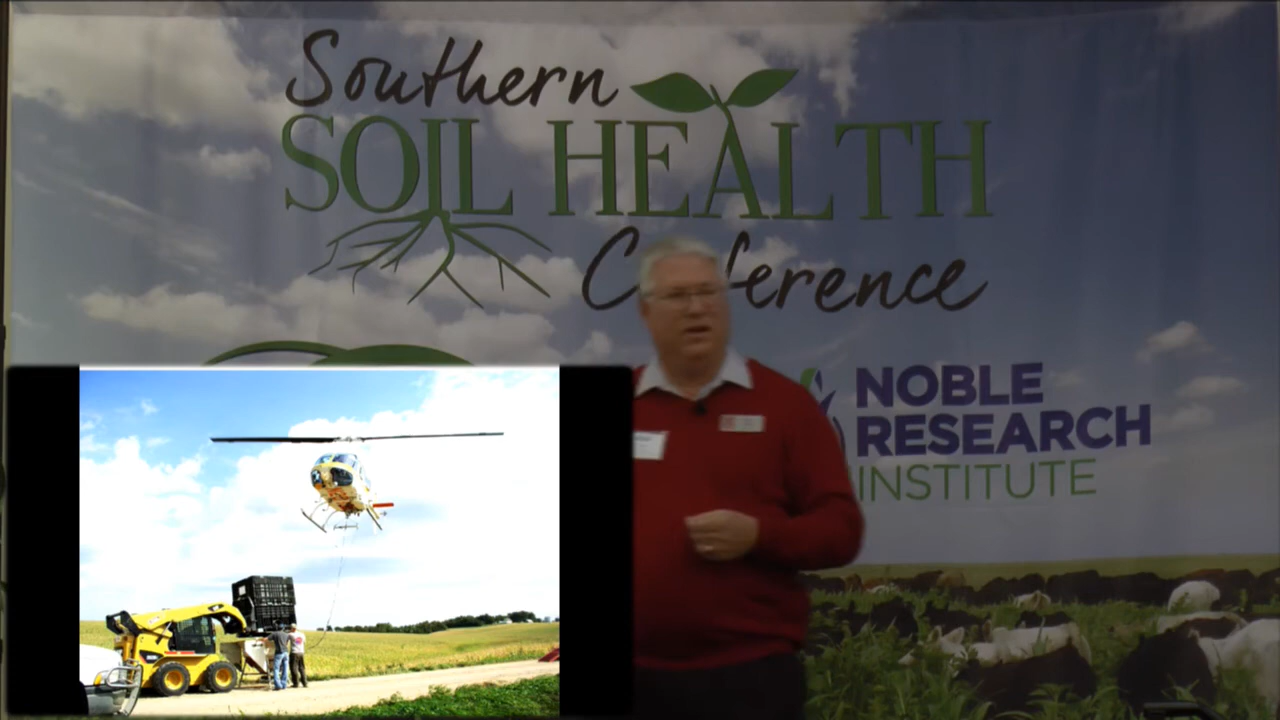 Southern
SOIL HEALTH
Conference
NOBLE
RESEARCH
INSTITUTE